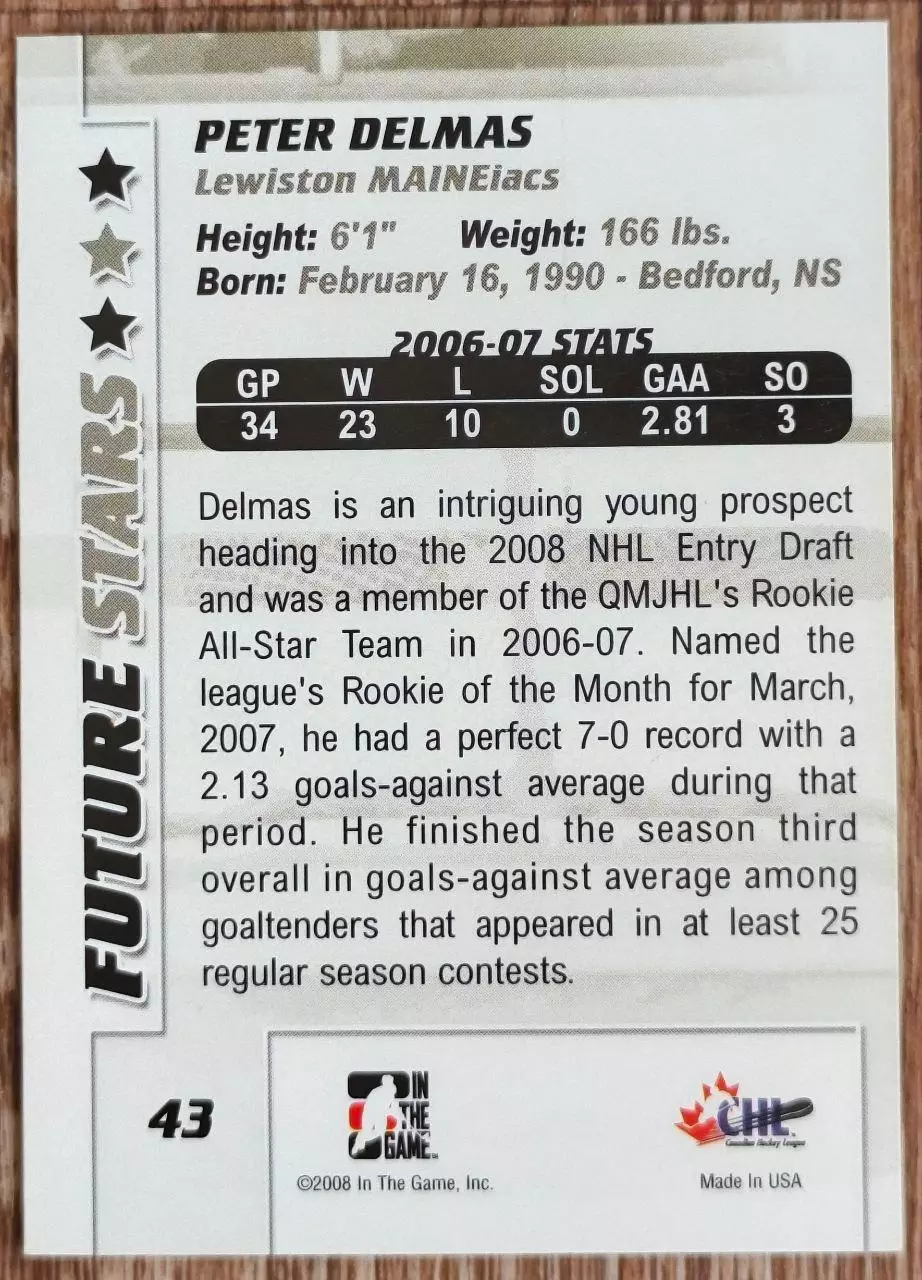 PETER DELMAS
Lewiston MAINEiacs
Height: 6'1" Weight: 166 lbs.
Born: February 16, 1990 - Bedford, NS
2006-07 STATS
GP W L SOL GAA SO
34 23 10 0 2.81 3
FUTURE STARS
Delmas is an intriguing young prospect
heading into the 2008 NHL Entry Draft
and was a member of the QMJHL's Rookie
All-Star Team in 2006-07. Named the
league's Rookie of the Month for March,
2007, he had a perfect 7-0 record with a
2.13 goals-against average during that
period. He finished the season third
overall in goals-against average among
goaltenders that appeared in at least 25
regular season contests.
43
IN
THE
GAME™
©2008 In The Game, Inc.
CHL™
Canadian Hockey League
Made In USA